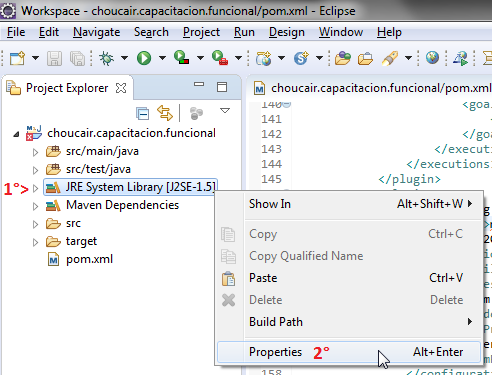 Workspace - choucair.capacitacion.funcional/pom.xml - Eclipse
File Edit Navigate Search Project Run Design Window Help
Project Explorer
choucair.capacitacion.funcional/pom.xml
choucair.capacitacion.funcional
src/main/java
src/test/java
1°> JRE System Library [J2SE-1.5]
Maven Dependencies
src
target
pom.xml
140 <goa
141
142 </goa
143 </executi
144 </executions
145 </plugin>
Show In Alt+Shift+W
Copy Ctrl+C
Copy Qualified Name
Paste Ctrl+V
Delete Delete
Build Path
Properties 2° Alt+Enter
</configurat